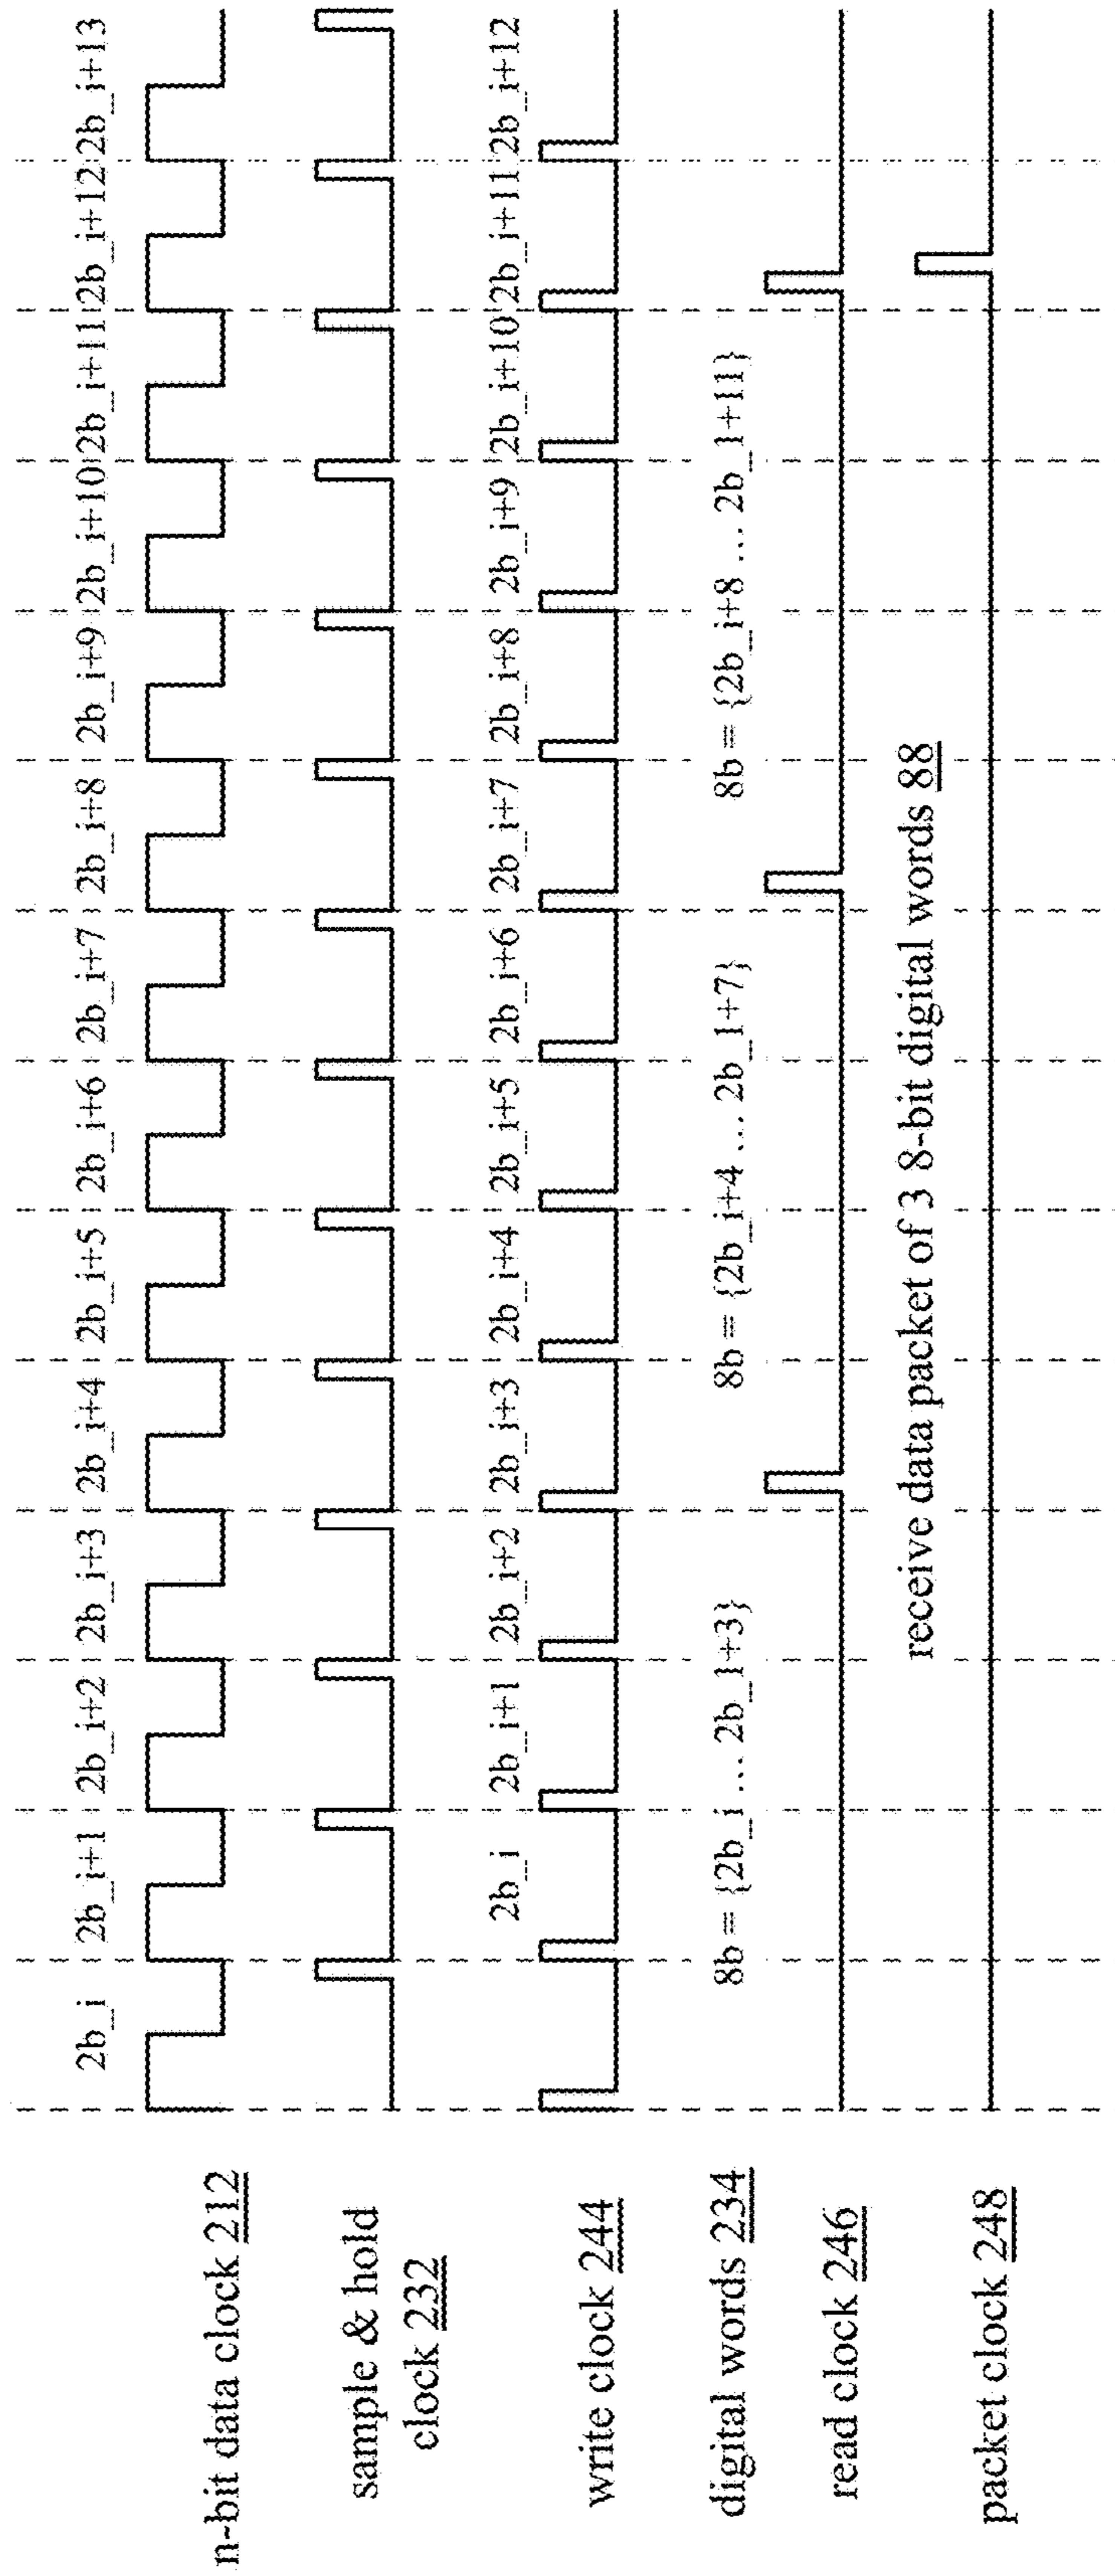 2b_i 2b_i+1 2b_i+2 2b_i+3 2b_i+4 2b_i+5 2b_i+6 2b_i+7 2b_i+8 2b_i+9 2b_i+10 2b_i+11 2b_i+12 2b_i+13
n-bit data clock 212
sample & hold
clock 232
2b_i 2b_i+1 2b_i+2 2b_i+3 2b_i+4 2b_i+5 2b_i+6 2b_i+7 2b_i+8 2b_i+9 2b_i+10 2b_i+11 2b_i+12
write clock 244
digital words 234 8b = {2b_i ... 2b_1+3} 8b = {2b_i+4 ... 2b_1+7} 8b = {2b_i+8 ... 2b_1+11}
read clock 246
receive data packet of 3 8-bit digital words 88
packet clock 248